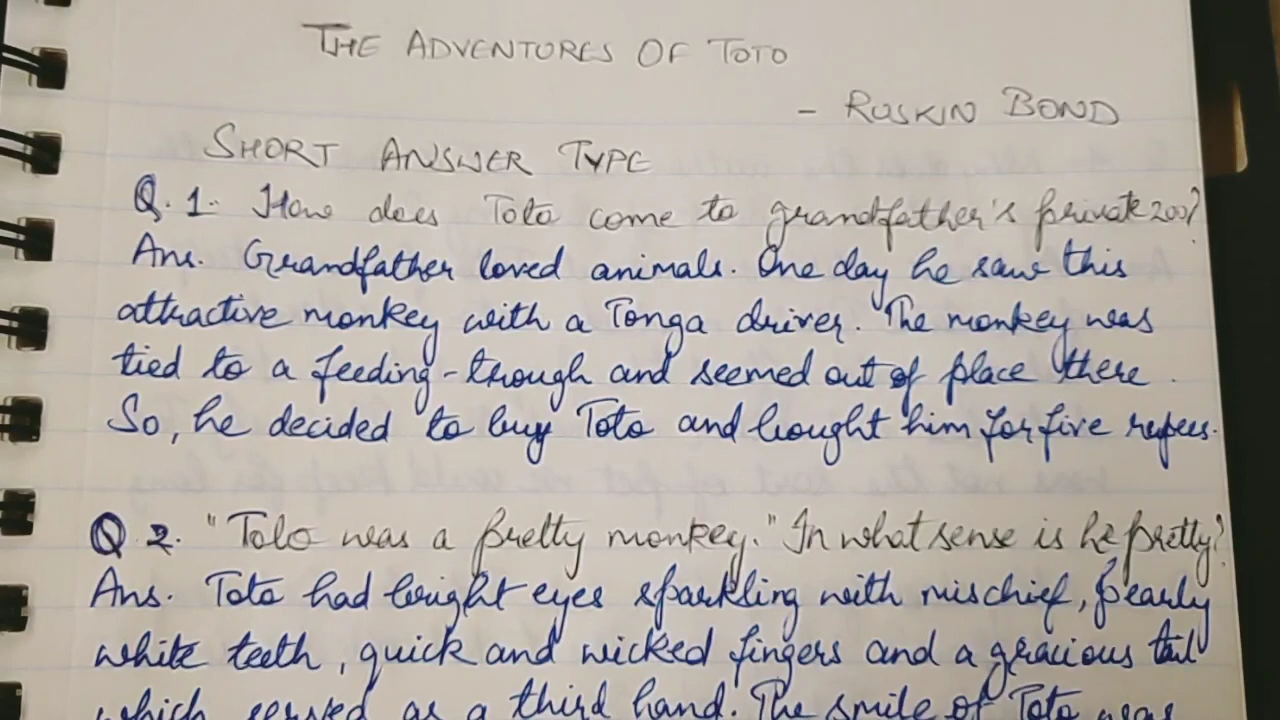 THE ADVENTURES OF TOTO
- RUSKIN BOND
SHORT ANSWER TYPE
Q. 1. How does Toto come to grandfather's private zoo?
Ans. Grandfather loved animals. One day he saw this
attractive monkey with a Tonga driver. The monkey was
tied to a feeding-through and seemed out of place there.
So, he decided to buy Toto and bought him for five rupees.
Q 2. "Toto was a pretty monkey." In what sense is he pretty?
Ans. Toto had bright eyes sparkling with mischief, pearly
white teeth, quick and wicked fingers and a gracious tail
which served as a third hand. The smile of Toto was